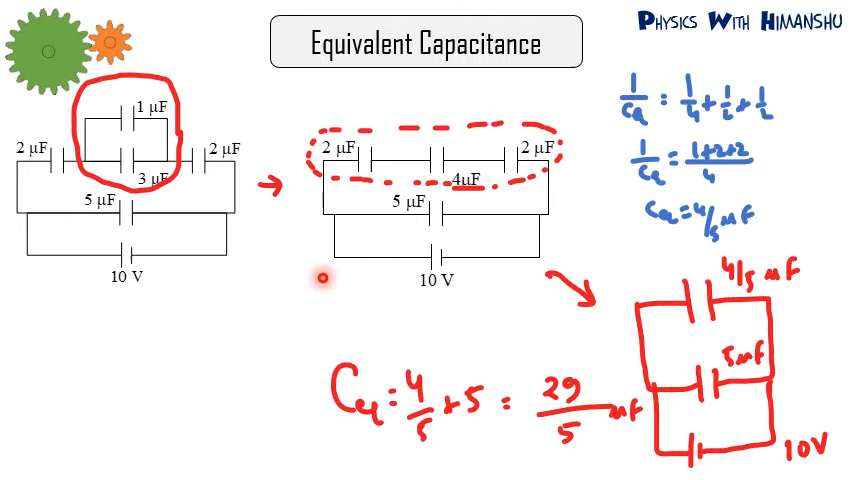 PHYSICS WITH HIMANSHU
Equivalent Capacitance
1 µF
2 µF
2 µF
3 µF
5 µF
10 V
2 µF
2 µF
4µF
5 µF
10 V
1/Ceq = 1/4 + 1/2 + 1/2
1/Ceq = 1+2+2/4
Ceq = 4/5 µF
4/5 µF
5µF
10V
Ceq = 4/5 + 5 = 29/5 µF